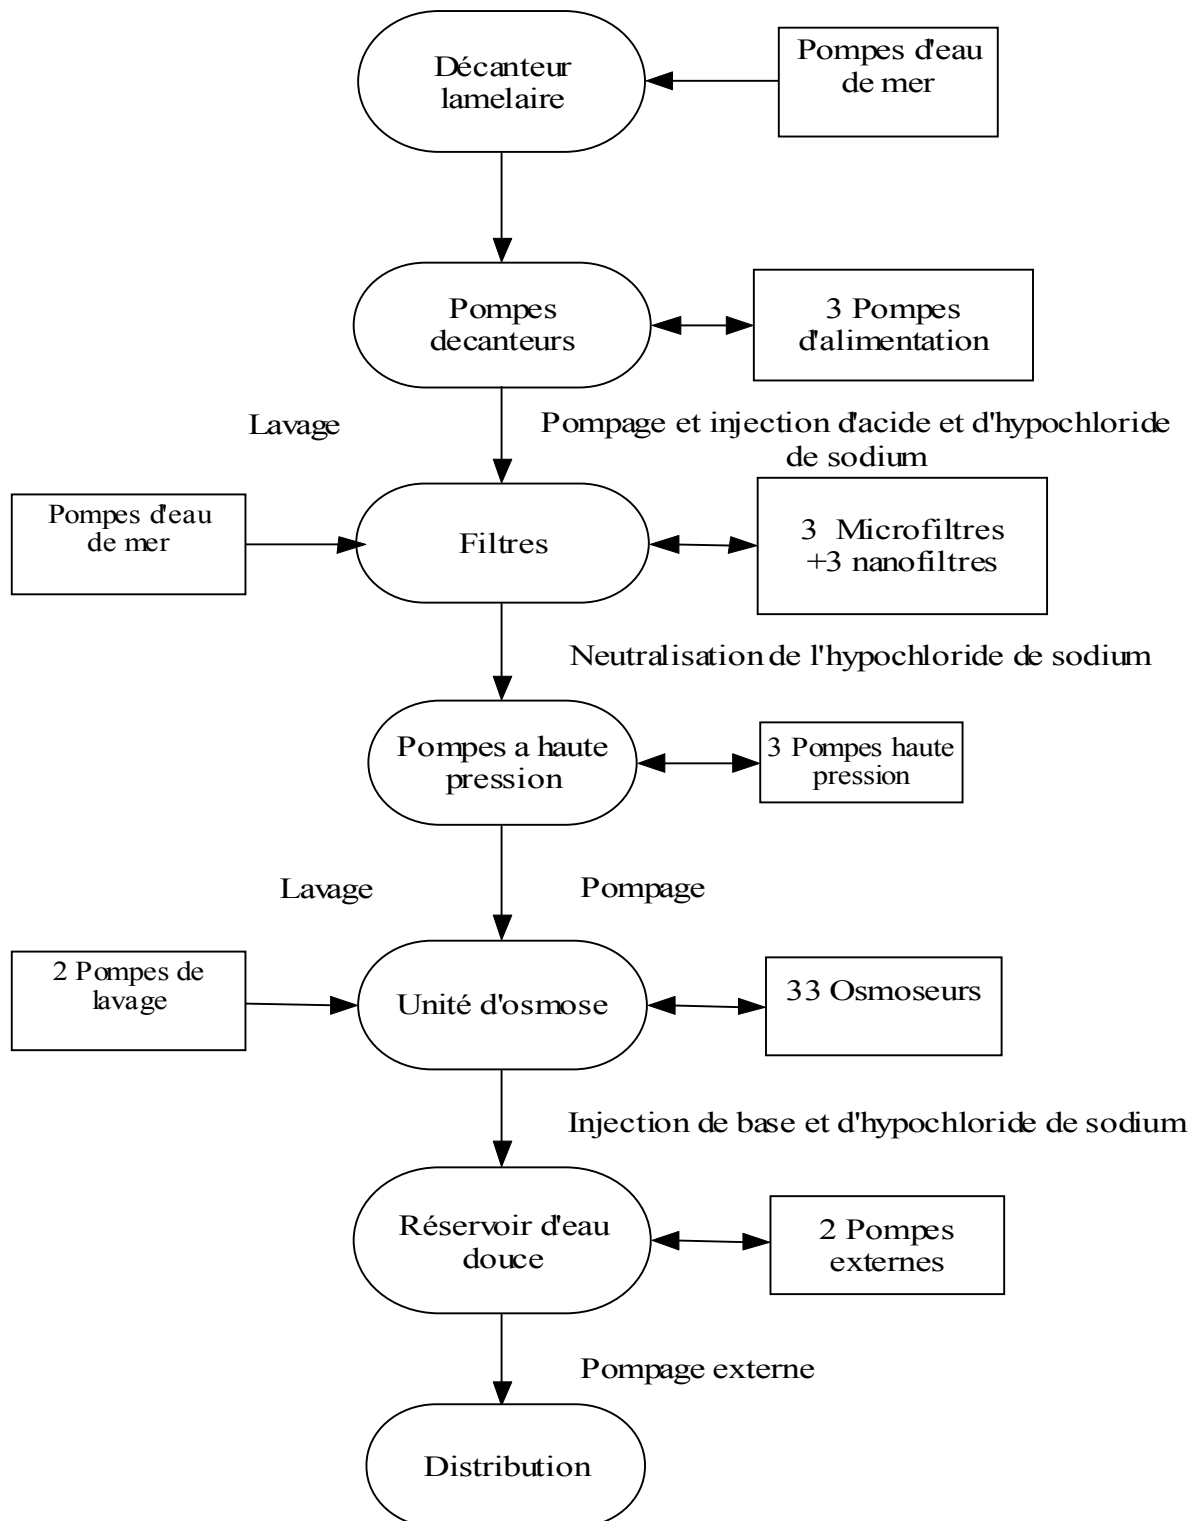 Décanteur
lamelaire
Pompes d'eau
de mer
Pompes
decanteurs
3 Pompes
d'alimentation
Lavage
Pompage et injection d'acide et d'hypochloride
de sodium
Pompes d'eau
de mer
Filtres
3 Microfiltres
+3 nanofiltres
Neutralisation de l'hypochloride de sodium
Pompes a haute
pression
3 Pompes haute
pression
Lavage
Pompage
2 Pompes de
lavage
Unité d'osmose
33 Osmoseurs
Injection de base et d'hypochloride de sodium
Réservoir d'eau
douce
2 Pompes
externes
Pompage externe
Distribution